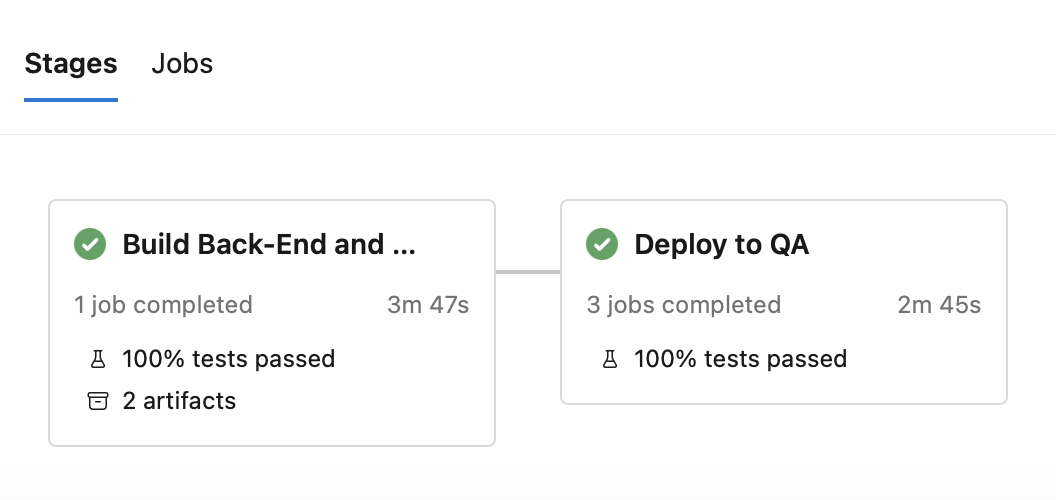 Stages Jobs
Build Back-End and ...
1 job completed 3m 47s
100% tests passed
2 artifacts
Deploy to QA
3 jobs completed 2m 45s
100% tests passed